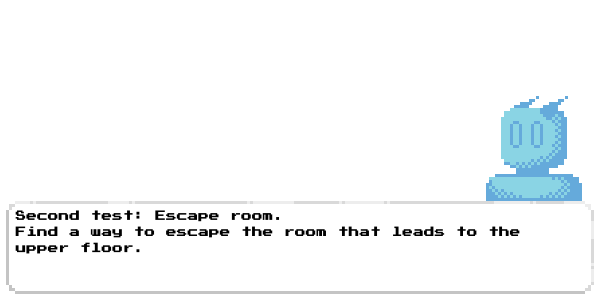 Second test: Escape room.
Find a way to escape the room that leads to the
upper floor.